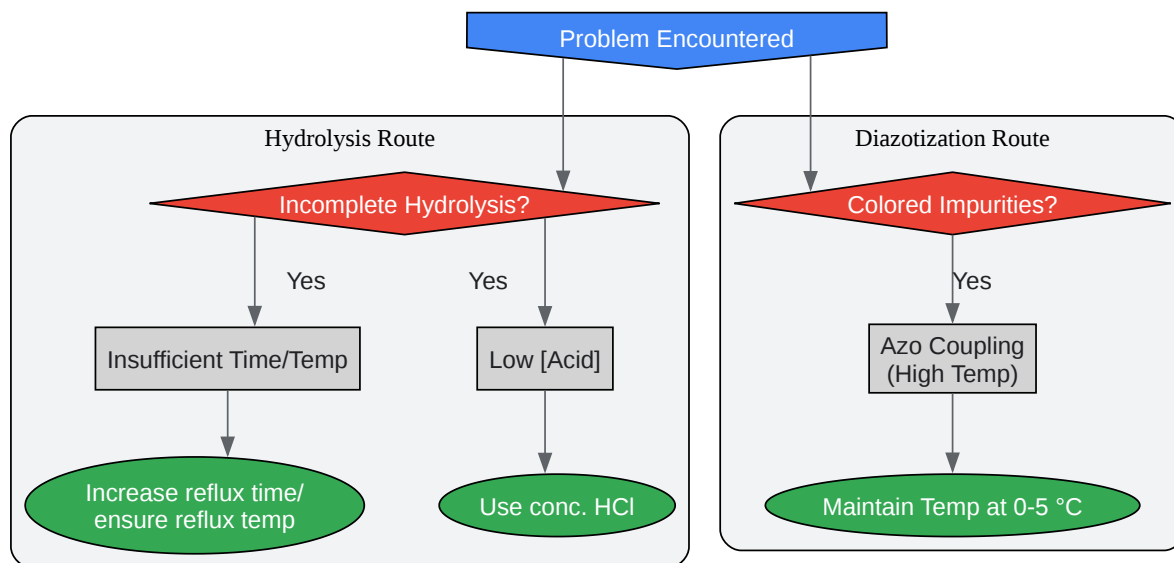 Problem Encountered
Hydrolysis Route
Incomplete Hydrolysis?
Yes
Yes
Insufficient Time/Temp
Low [Acid]
Increase reflux time/
ensure reflux temp
Use conc. HCl
Diazotization Route
Colored Impurities?
Yes
Azo Coupling
(High Temp)
Maintain Temp at 0-5 °C